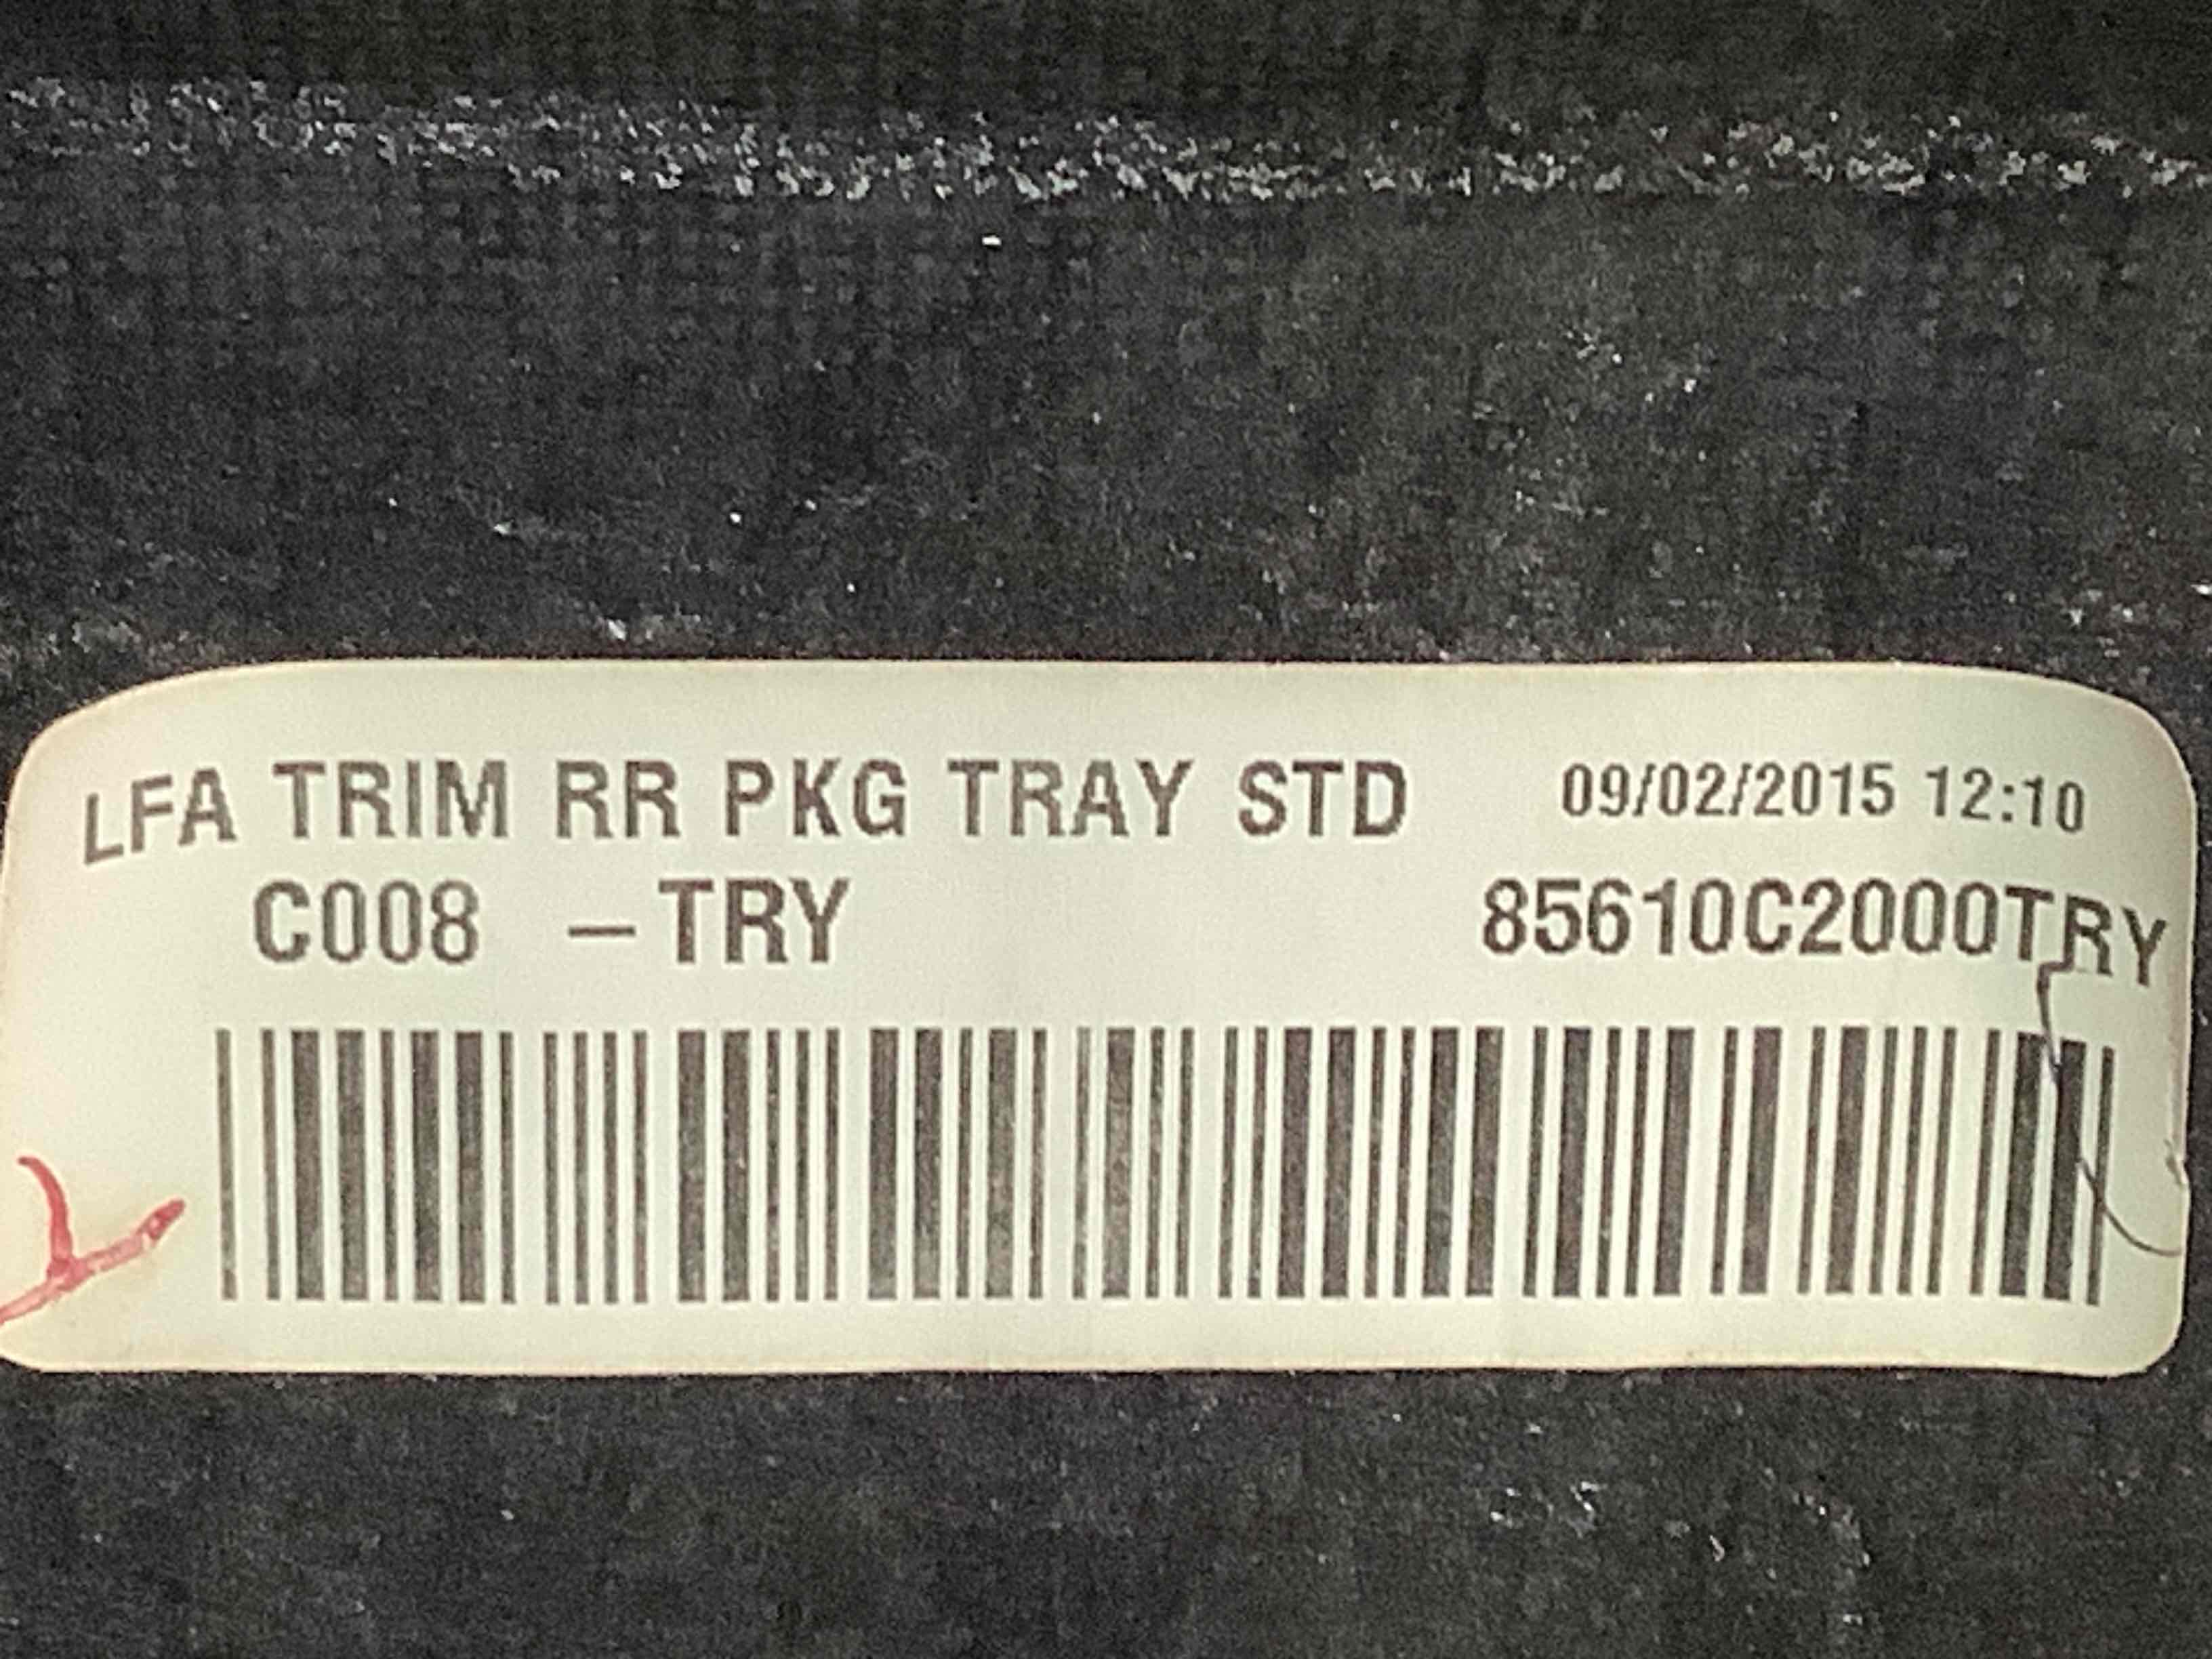 LFA TRIM RR PKG TRAY STD 09/02/2015 12:10
C008 –TRY 85610C2000TRY